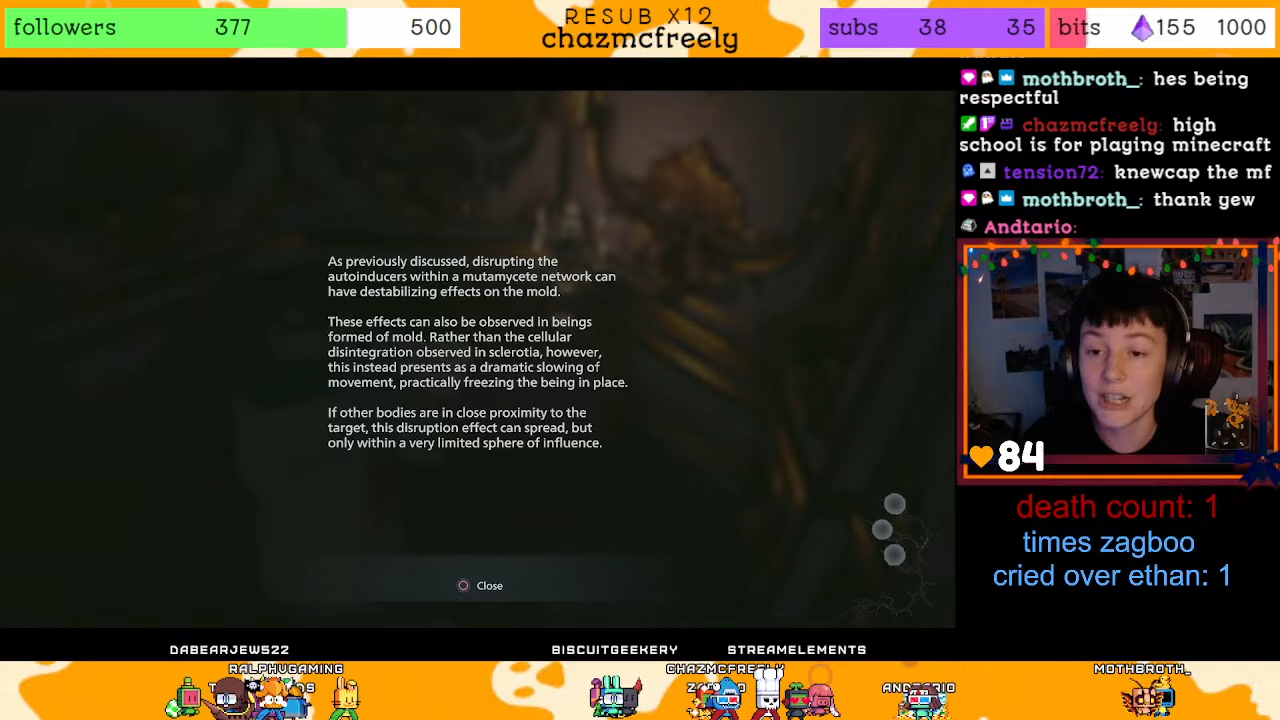 followers 377 500
RESUB X12
chazmcfreely
subs 38 35
bits 155 1000
mothbroth_: hes being
respectful
chazmcfreely: high
school is for playing minecraft
tension72: knewcap the mf
mothbroth_: thank yew
Andtario:
As previously discussed, disrupting the
autoinducers within a mutamycete network can
have destabilizing effects on the mold.
These effects can also be observed in beings
formed of mold. Rather than the cellular
disintegration observed in sclerotia, however,
this instead presents as a dramatic slowing of
movement, practically freezing the being in place.
If other bodies are in close proximity to the
target, this disruption effect can spread, but
only within a very limited sphere of influence.
Close
84
death count: 1
times zagboo
cried over ethan: 1
DABEARJEW522
BISCUITGEEKERY
STREAMELEMENTS
RALPHUGAMING
CHAZMCFREELY
MOTHBROTH_
ANDTARIO